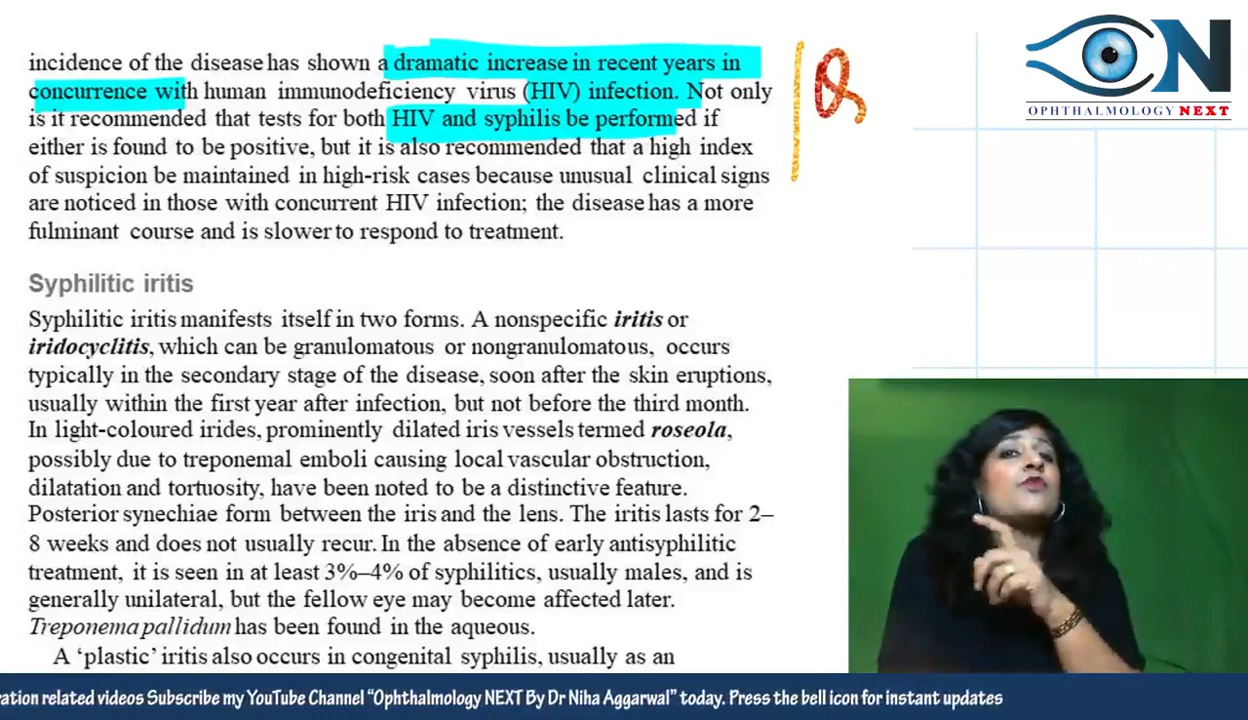 incidence of the disease has shown a dramatic increase in recent years in
concurrence with human immunodeficiency virus (HIV) infection. Not only
is it recommended that tests for both HIV and syphilis be performed if
either is found to be positive, but it is also recommended that a high index
of suspicion be maintained in high-risk cases because unusual clinical signs
are noticed in those with concurrent HIV infection; the disease has a more
fulminant course and is slower to respond to treatment.
Syphilitic iritis
Syphilitic iritis manifests itself in two forms. A nonspecific iritis or
iridocyclitis, which can be granulomatous or nongranulomatous, occurs
typically in the secondary stage of the disease, soon after the skin eruptions,
usually within the first year after infection, but not before the third month.
In light-coloured irides, prominently dilated iris vessels termed roseola,
possibly due to treponemal emboli causing local vascular obstruction,
dilatation and tortuosity, have been noted to be a distinctive feature.
Posterior synechiae form between the iris and the lens. The iritis lasts for 2–
8 weeks and does not usually recur. In the absence of early antisyphilitic
treatment, it is seen in at least 3%–4% of syphilitics, usually males, and is
generally unilateral, but the fellow eye may become affected later.
Treponema pallidum has been found in the aqueous.
A ‘plastic’ iritis also occurs in congenital syphilis, usually as an
N
OPHTHALMOLOGY NEXT
ration related videos Subscribe my YouTube Channel “Ophthalmology NEXT By Dr Niha Aggarwal” today. Press the bell icon for instant updates